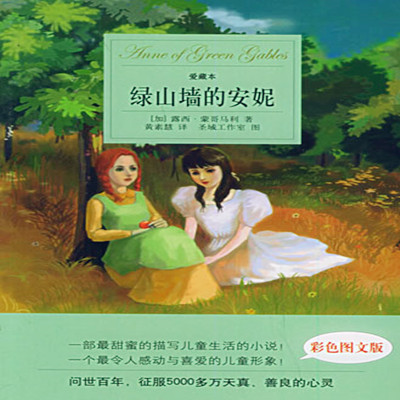 Anne of Green Gables
爱藏本
绿山墙的安妮
[加] 露西·蒙哥马利 著
黄素慧 译 圣域工作室 图
一部最甜蜜的描写儿童生活的小说！
一个最令人感动与喜爱的儿童形象！
彩色图文版
问世百年，征服5000多万天真、善良的心灵